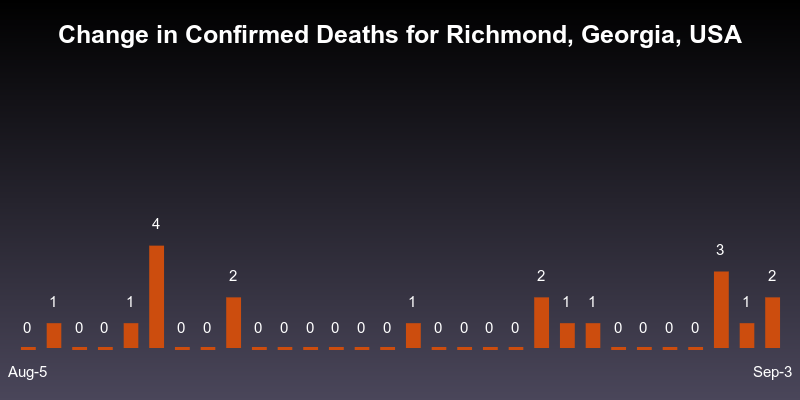 Change in Confirmed Deaths for Richmond, Georgia, USA
0 1 0 0 1 4 0 0 2 0 0 0 0 0 0 1 0 0 0 0 2 1 1 0 0 0 0 3 1 2
Aug-5 Sep-3